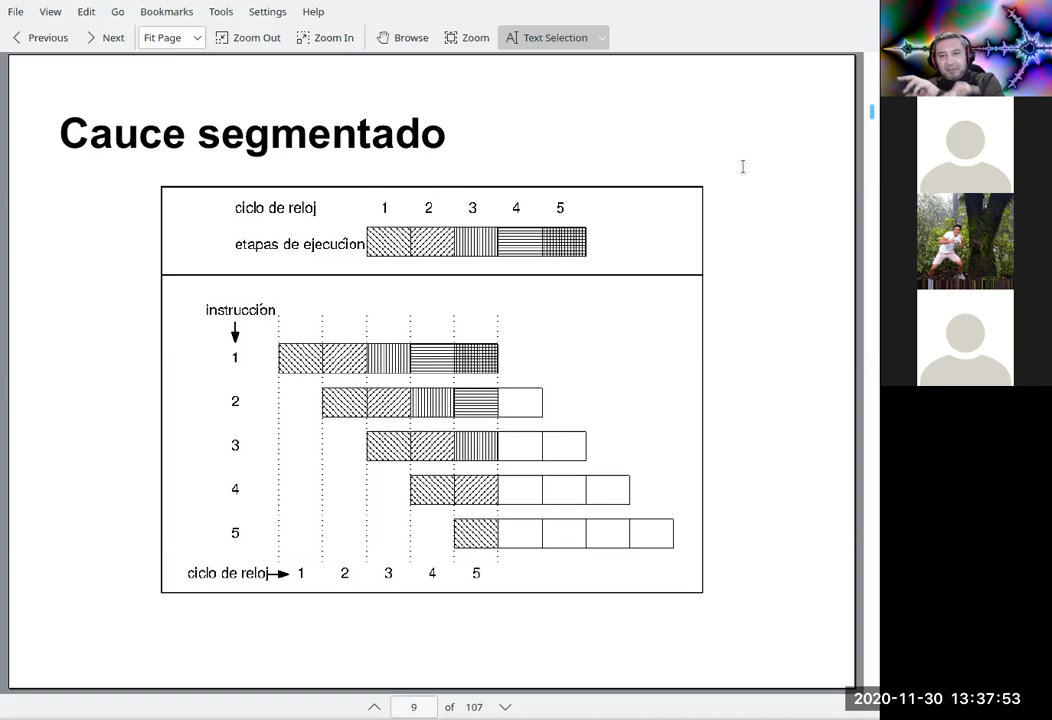 File View Edit Go Bookmarks Tools Settings Help
Previous Next Fit Page Zoom Out Zoom In Browse Zoom Text Selection
Cauce segmentado
ciclo de reloj 1 2 3 4 5
etapas de ejecución
instrucción
1
2
3
4
5
ciclo de reloj 1 2 3 4 5
9 of 107
2020-11-30 13:37:53